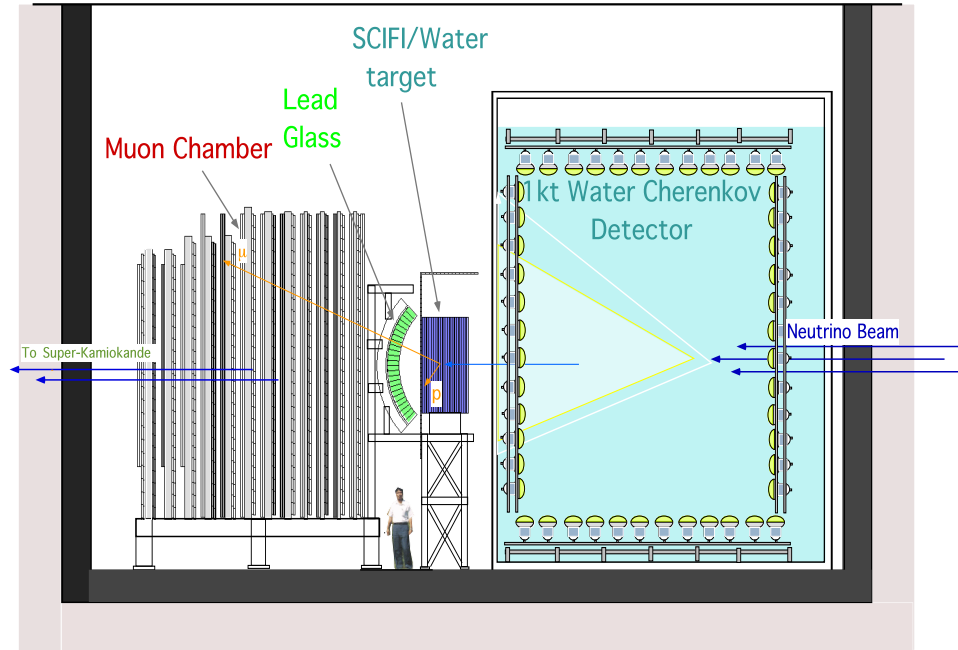 SCIFI/Water
target
Lead
Glass
Muon Chamber
1kt Water Cherenkov
Detector
μ
Neutrino Beam
To Super-Kamiokande
p